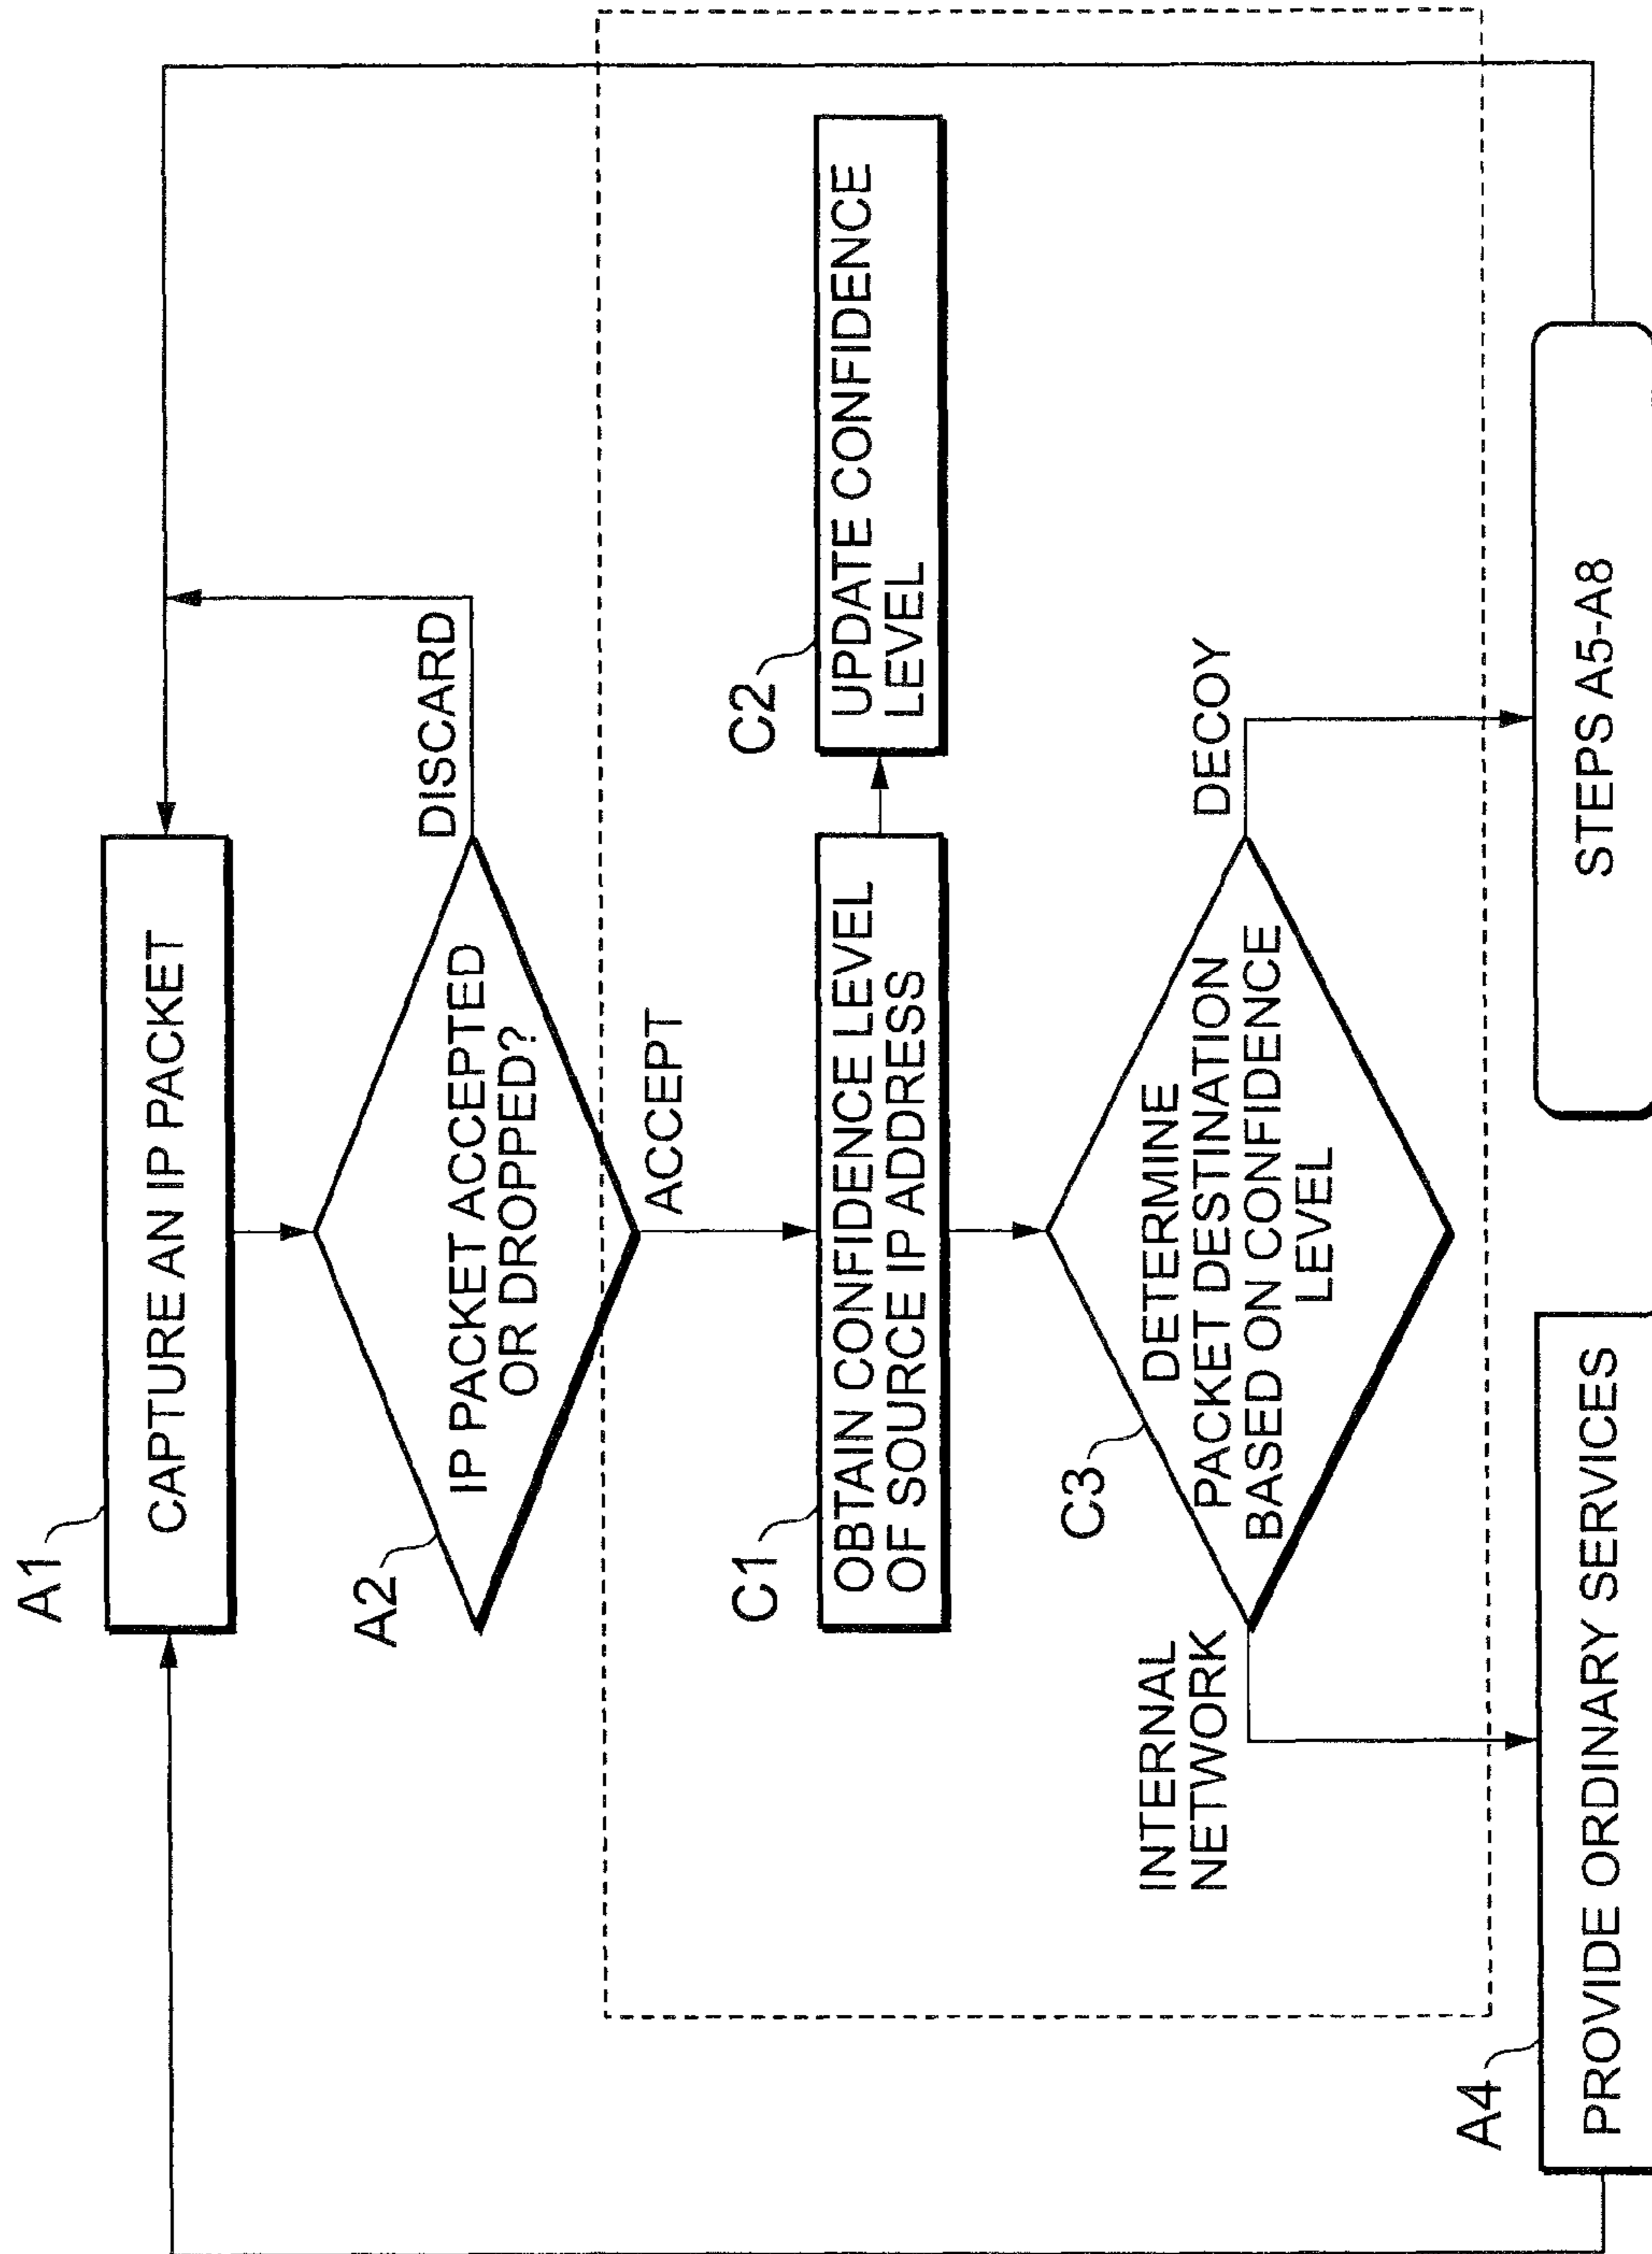 A1
CAPTURE AN IP PACKET
A2
IP PACKET ACCEPTED
OR DROPPED?
DISCARD
ACCEPT
C1
OBTAIN CONFIDENCE LEVEL
OF SOURCE IP ADDRESS
C2
UPDATE CONFIDENCE
LEVEL
C3
DETERMINE
PACKET DESTINATION
BASED ON CONFIDENCE
LEVEL
INTERNAL
NETWORK
DECOY
A4
PROVIDE ORDINARY SERVICES
STEPS A5-A8